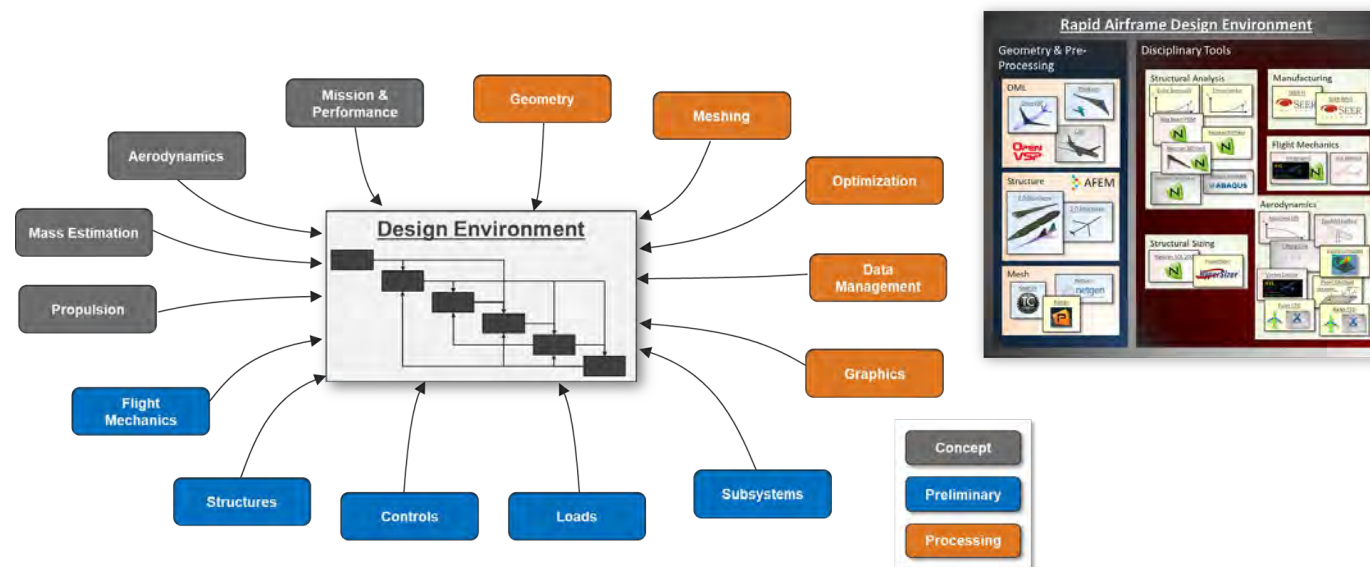 Mission &
Performance
Geometry
Meshing
Aerodynamics
Optimization
Mass Estimation
Data
Management
Propulsion
Graphics
Flight
Mechanics
Structures
Controls
Loads
Subsystems
Design Environment
Concept
Preliminary
Processing
Rapid Airframe Design Environment
Geometry & Pre-
Processing
OML
OPEN
VSP
Structure
AFEM
Mesh
netgen
Disciplinary Tools
Structural Analysis
ABAQUS
Structural Sizing
HyperSizer
Manufacturing
SEER
SEER
Flight Mechanics
Aerodynamics